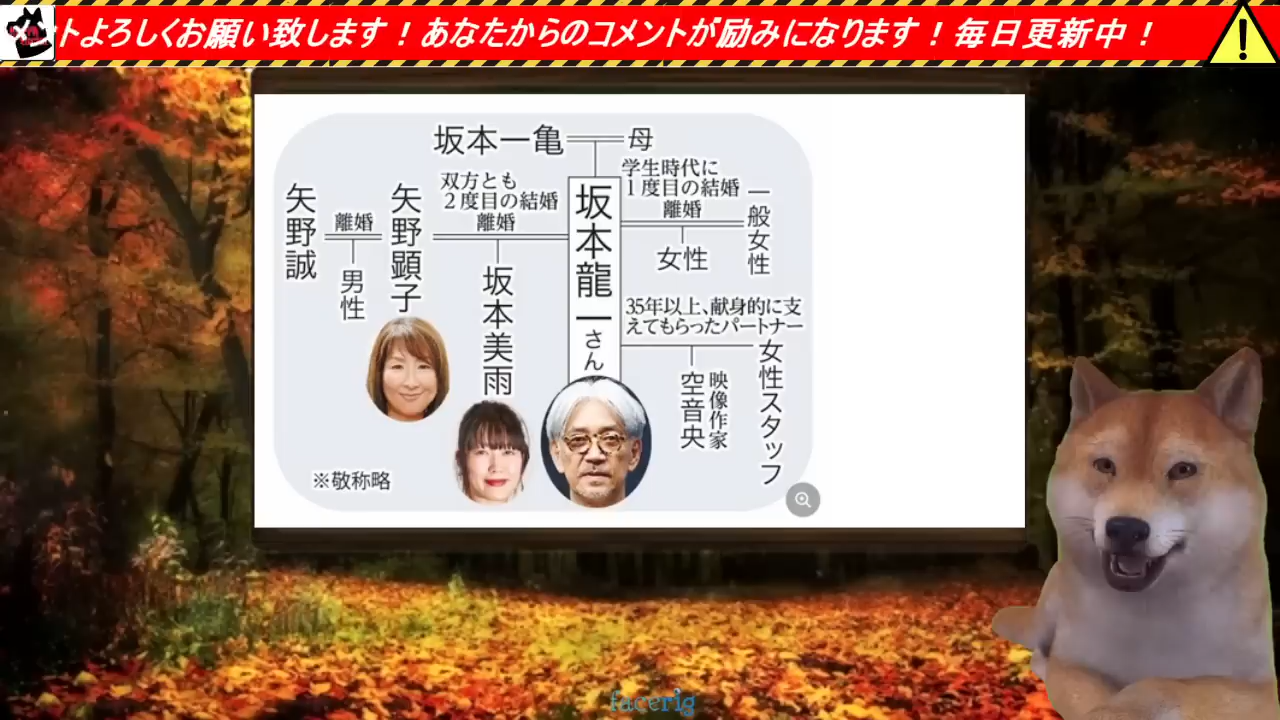 トよろしくお願い致します！あなたからのコメントが励みになります！毎日更新中！
坂本一亀
母
学生時代に
１度目の結婚
離婚
双方とも
２度目の結婚
離婚
矢野誠
離婚
矢野顕子
男性
坂本美雨
坂本龍一さん
女性
一般女性
35年以上、献身的に支
えてもらったパートナー
女性スタッフ
映像作家
空音央
※敬称略
facerig